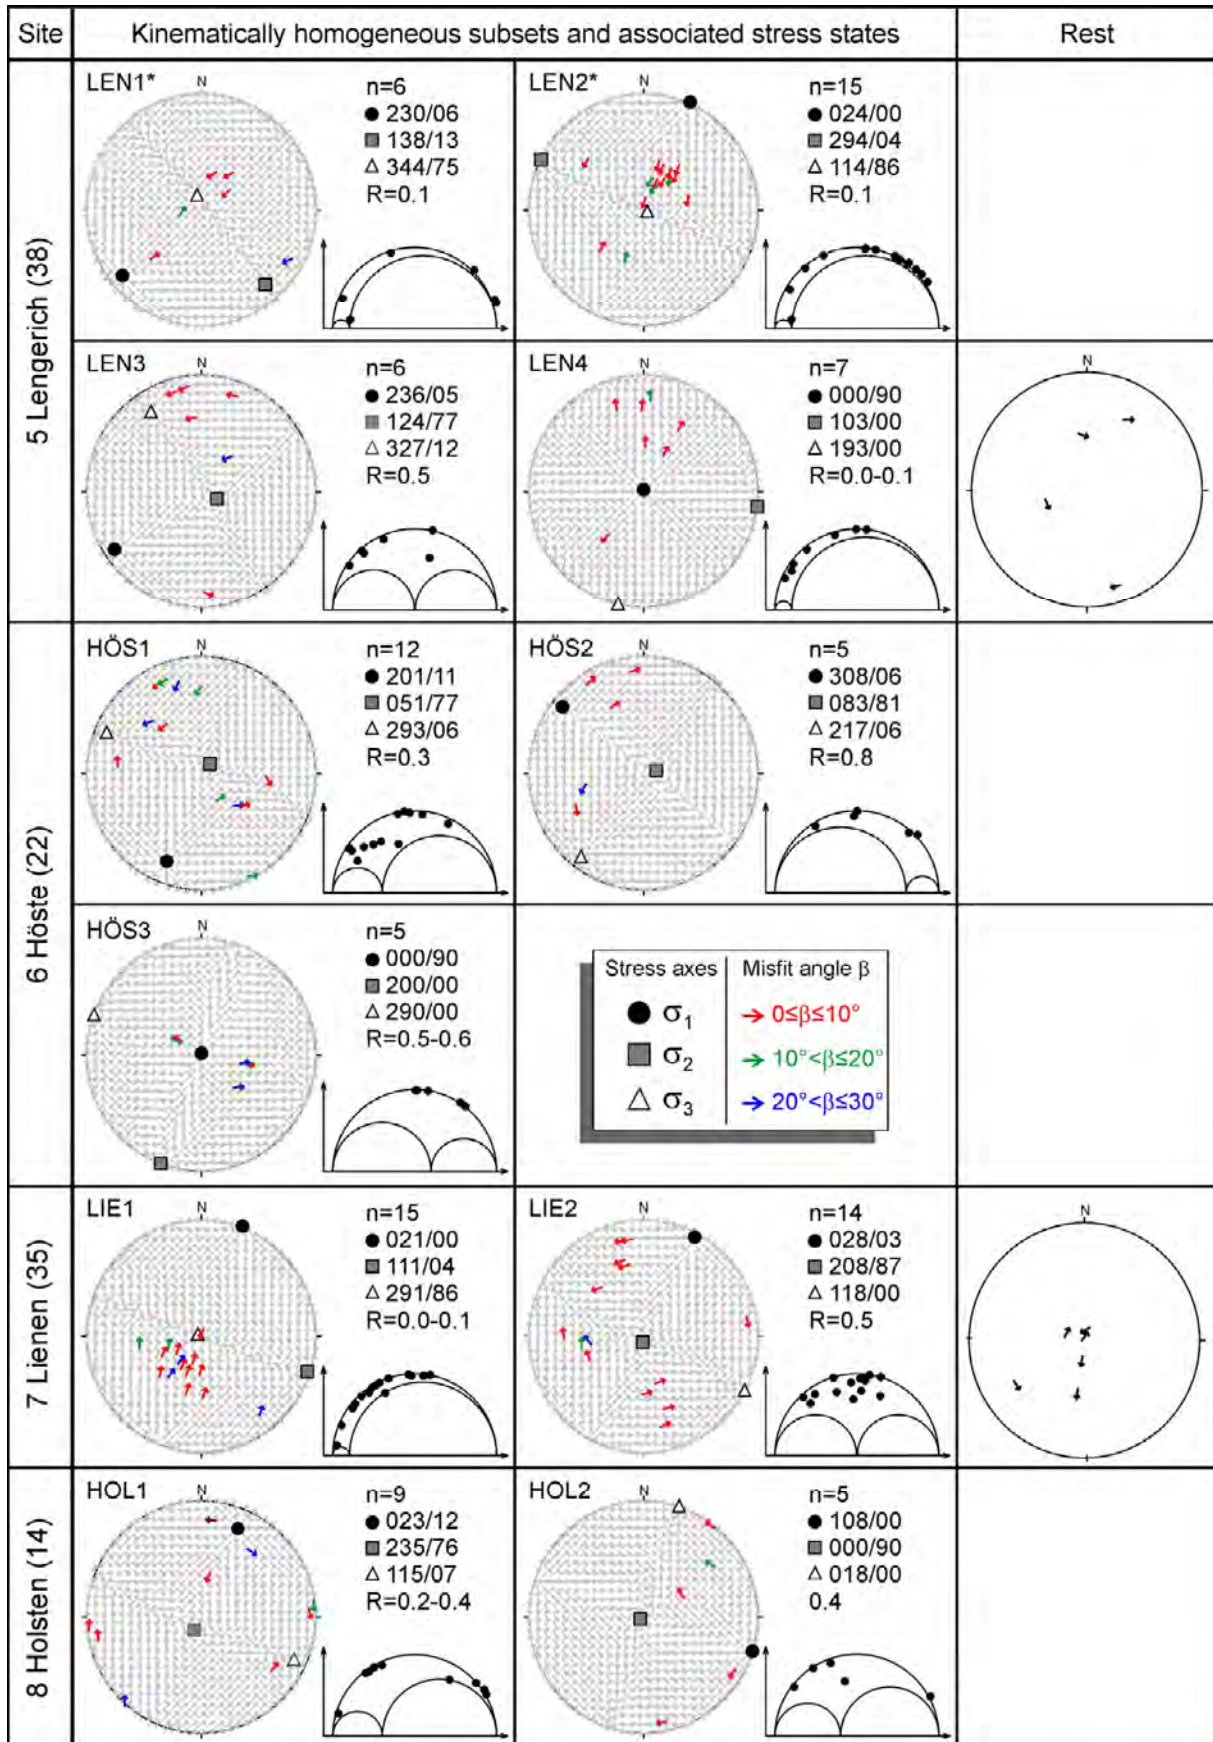 Site
Kinematically homogeneous subsets and associated stress states
Rest
5 Lengerich (38)
LEN1*
N
n=6
230/06
138/13
344/75
R=0.1
LEN2*
N
n=15
024/00
294/04
114/86
R=0.1
LEN3
N
n=6
236/05
124/77
327/12
R=0.5
LEN4
N
n=7
000/90
103/00
193/00
R=0.0-0.1
N
6 Höste (22)
HÖS1
N
n=12
201/11
051/77
293/06
R=0.3
HÖS2
N
n=5
308/06
083/81
217/06
R=0.8
HÖS3
N
n=5
000/90
200/00
290/00
R=0.5-0.6
Stress axes
Misfit angle β
σ1
0≤β≤10°
σ2
10°<β≤20°
σ3
20°<β≤30°
7 Lienen (35)
LIE1
N
n=15
021/00
111/04
291/86
R=0.0-0.1
LIE2
N
n=14
028/03
208/87
118/00
R=0.5
N
8 Holsten (14)
HOL1
N
n=9
023/12
235/76
115/07
R=0.2-0.4
HOL2
N
n=5
108/00
000/90
018/00
0.4